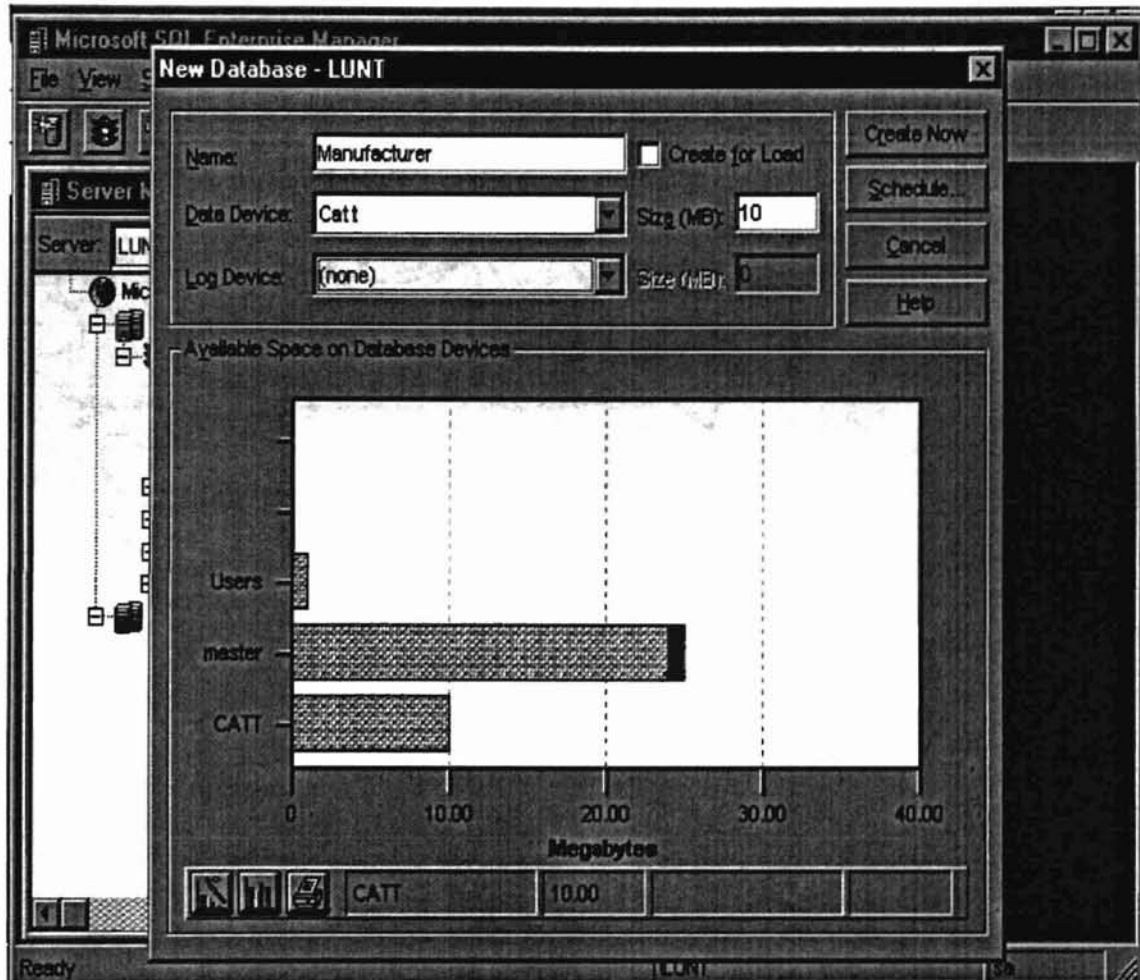 Microsoft SQL Enterprise Manager
File View
New Database - LUNT
Name: Manufacturer Create for Load
Data Device: Catt Size (MB): 10
Log Device: (none) Size (MB): 0
Create Now
Schedule...
Cancel
Help
Server M
Server: LUN
Mic
Available Space on Database Devices
Users
master
CATT
0 10.00 20.00 30.00 40.00
Megabytes
CATT 10.00
Ready LUNT sa